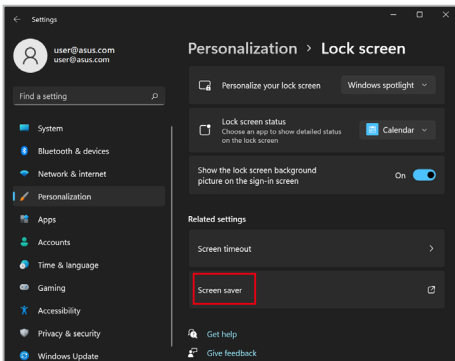 Settings
user@asus.com
user@asus.com
Find a setting
System
Bluetooth & devices
Network & internet
Personalization
Apps
Accounts
Time & language
Gaming
Accessibility
Privacy & security
Windows Update
Personalization > Lock screen
Personalize your lock screen
Windows spotlight
Lock screen status
Choose an app to show detailed status
on the lock screen
Calendar
Show the lock screen background
picture on the sign-in screen
On
Related settings
Screen timeout
Screen saver
Get help
Give feedback